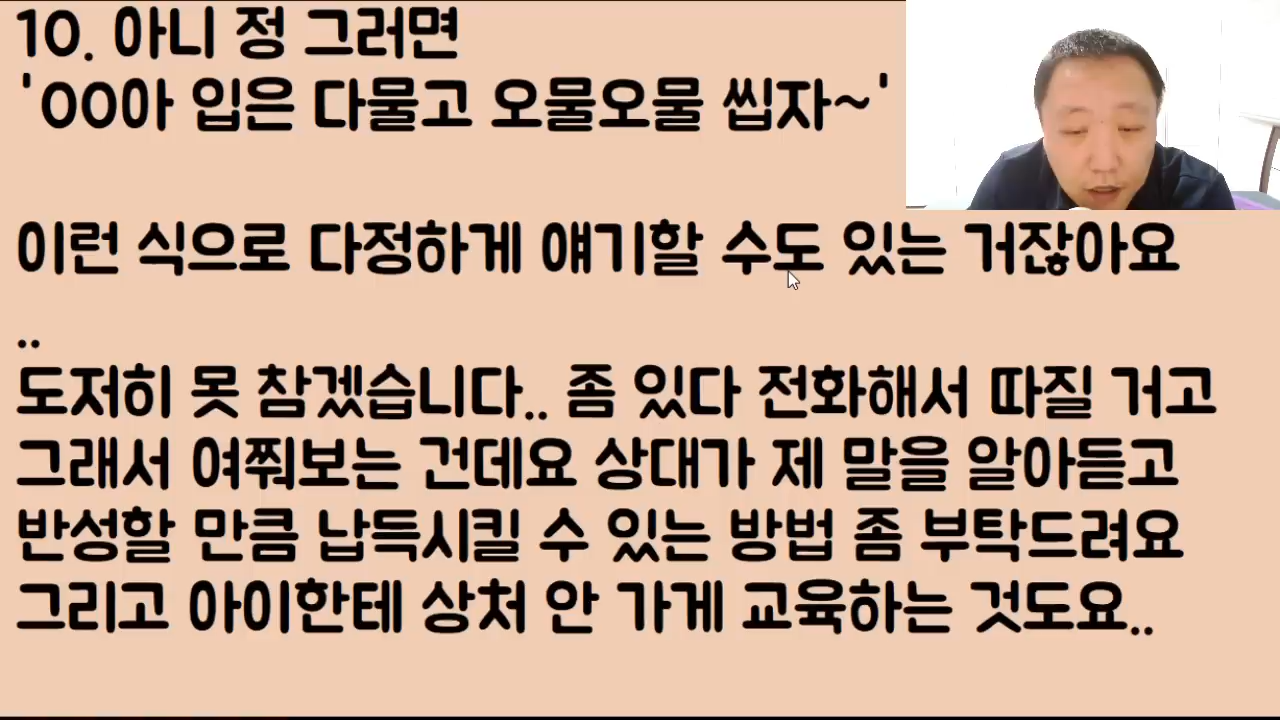 10. 아니 정 그러면
'OO아 입은 다물고 오물오물 씹자~'
이런 식으로 다정하게 얘기할 수도 있는 거잖아요
..
도저히 못 참겠습니다.. 좀 있다 전화해서 따질 거고
그래서 여쭤보는 건데요 상대가 제 말을 알아듣고
반성할 만큼 납득시킬 수 있는 방법 좀 부탁드려요
그리고 아이한테 상처 안 가게 교육하는 것도요..